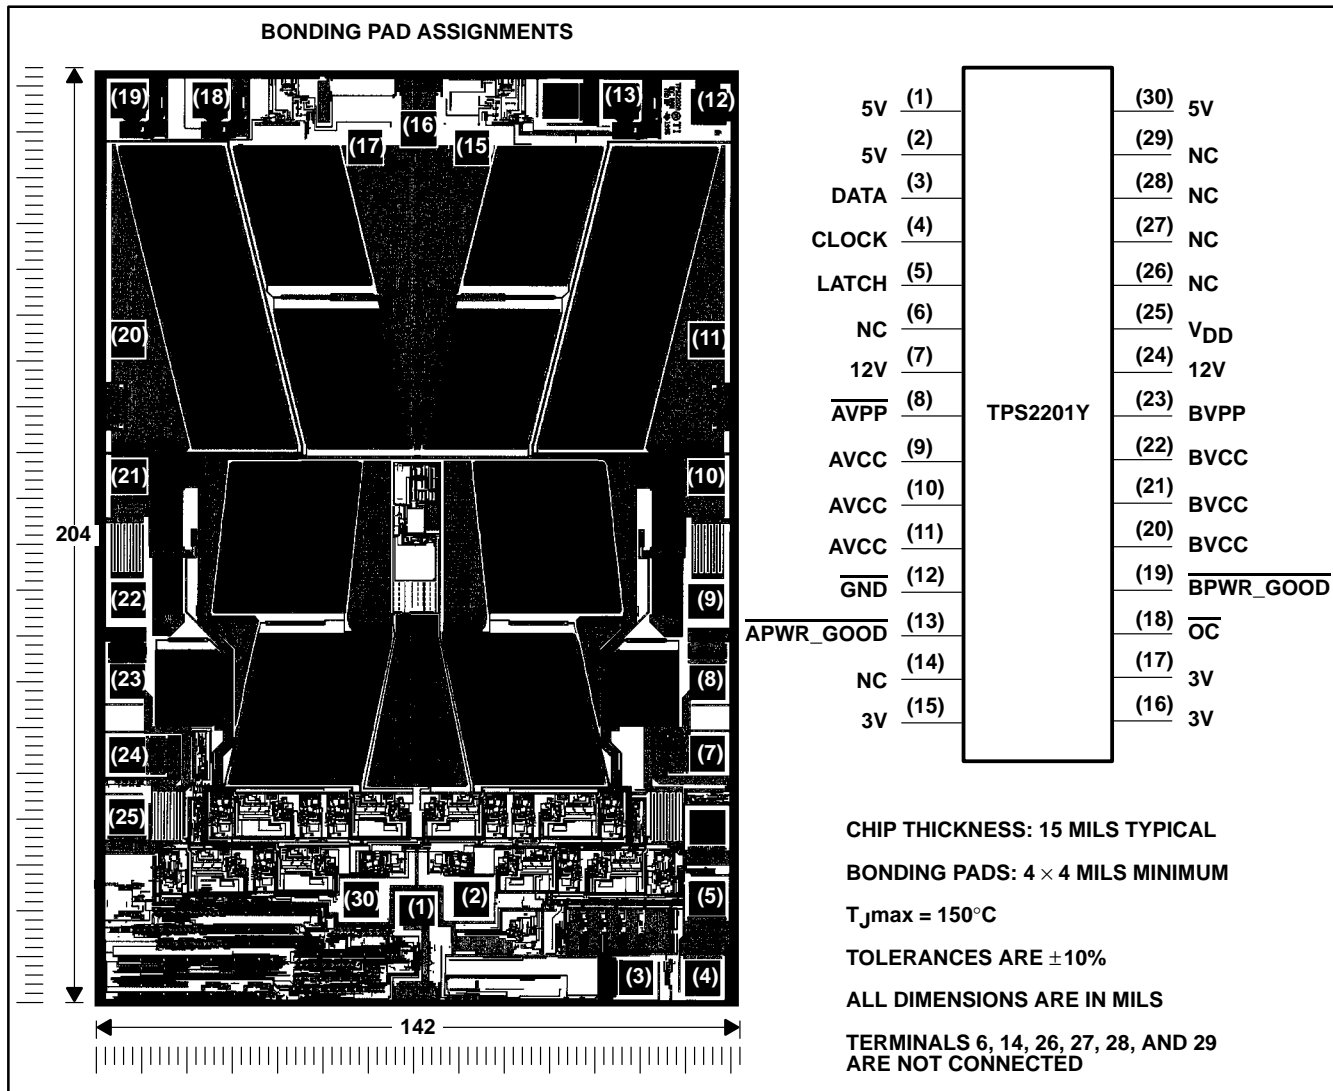 BONDING PAD ASSIGNMENTS
(19)
(18)
(13)
(12)
(16)
(17)
(15)
(20)
(11)
(21)
(10)
204
(22)
(9)
(23)
(8)
(24)
(7)
(25)
(30)
(1)
(2)
(5)
(3)
(4)
142
5V (1)
5V (2)
DATA (3)
CLOCK (4)
LATCH (5)
NC (6)
12V (7)
AVPP (8)
AVCC (9)
AVCC (10)
AVCC (11)
GND (12)
APWR_GOOD (13)
NC (14)
3V (15)
TPS2201Y
(30) 5V
(29) NC
(28) NC
(27) NC
(26) NC
(25) VDD
(24) 12V
(23) BVPP
(22) BVCC
(21) BVCC
(20) BVCC
(19) BPWR_GOOD
(18) OC
(17) 3V
(16) 3V
CHIP THICKNESS: 15 MILS TYPICAL
BONDING PADS: 4 × 4 MILS MINIMUM
TJmax = 150°C
TOLERANCES ARE ±10%
ALL DIMENSIONS ARE IN MILS
TERMINALS 6, 14, 26, 27, 28, AND 29
ARE NOT CONNECTED